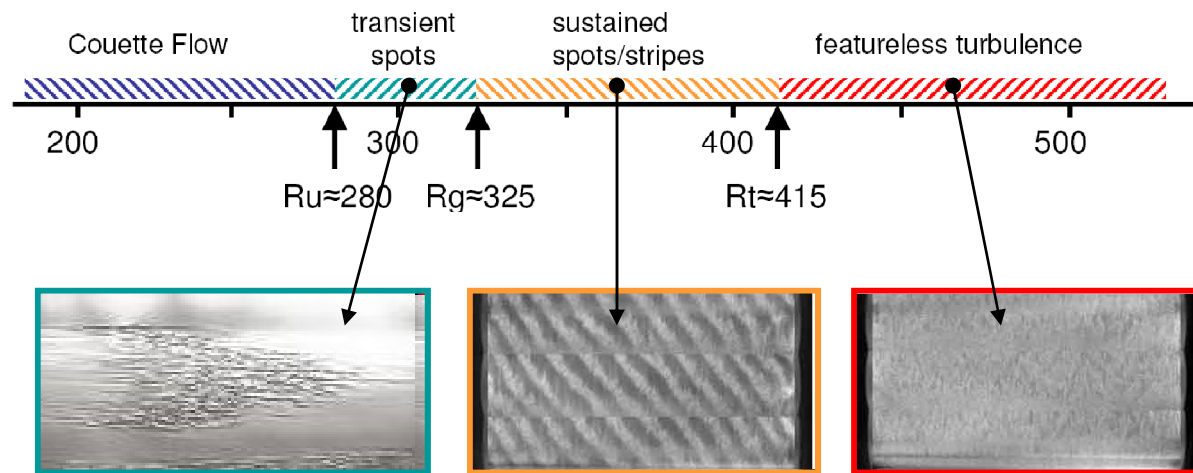 Couette Flow
transient
spots
sustained
spots/stripes
featureless turbulence
200
300
400
500
Ru≈280
Rg≈325
Rt≈415